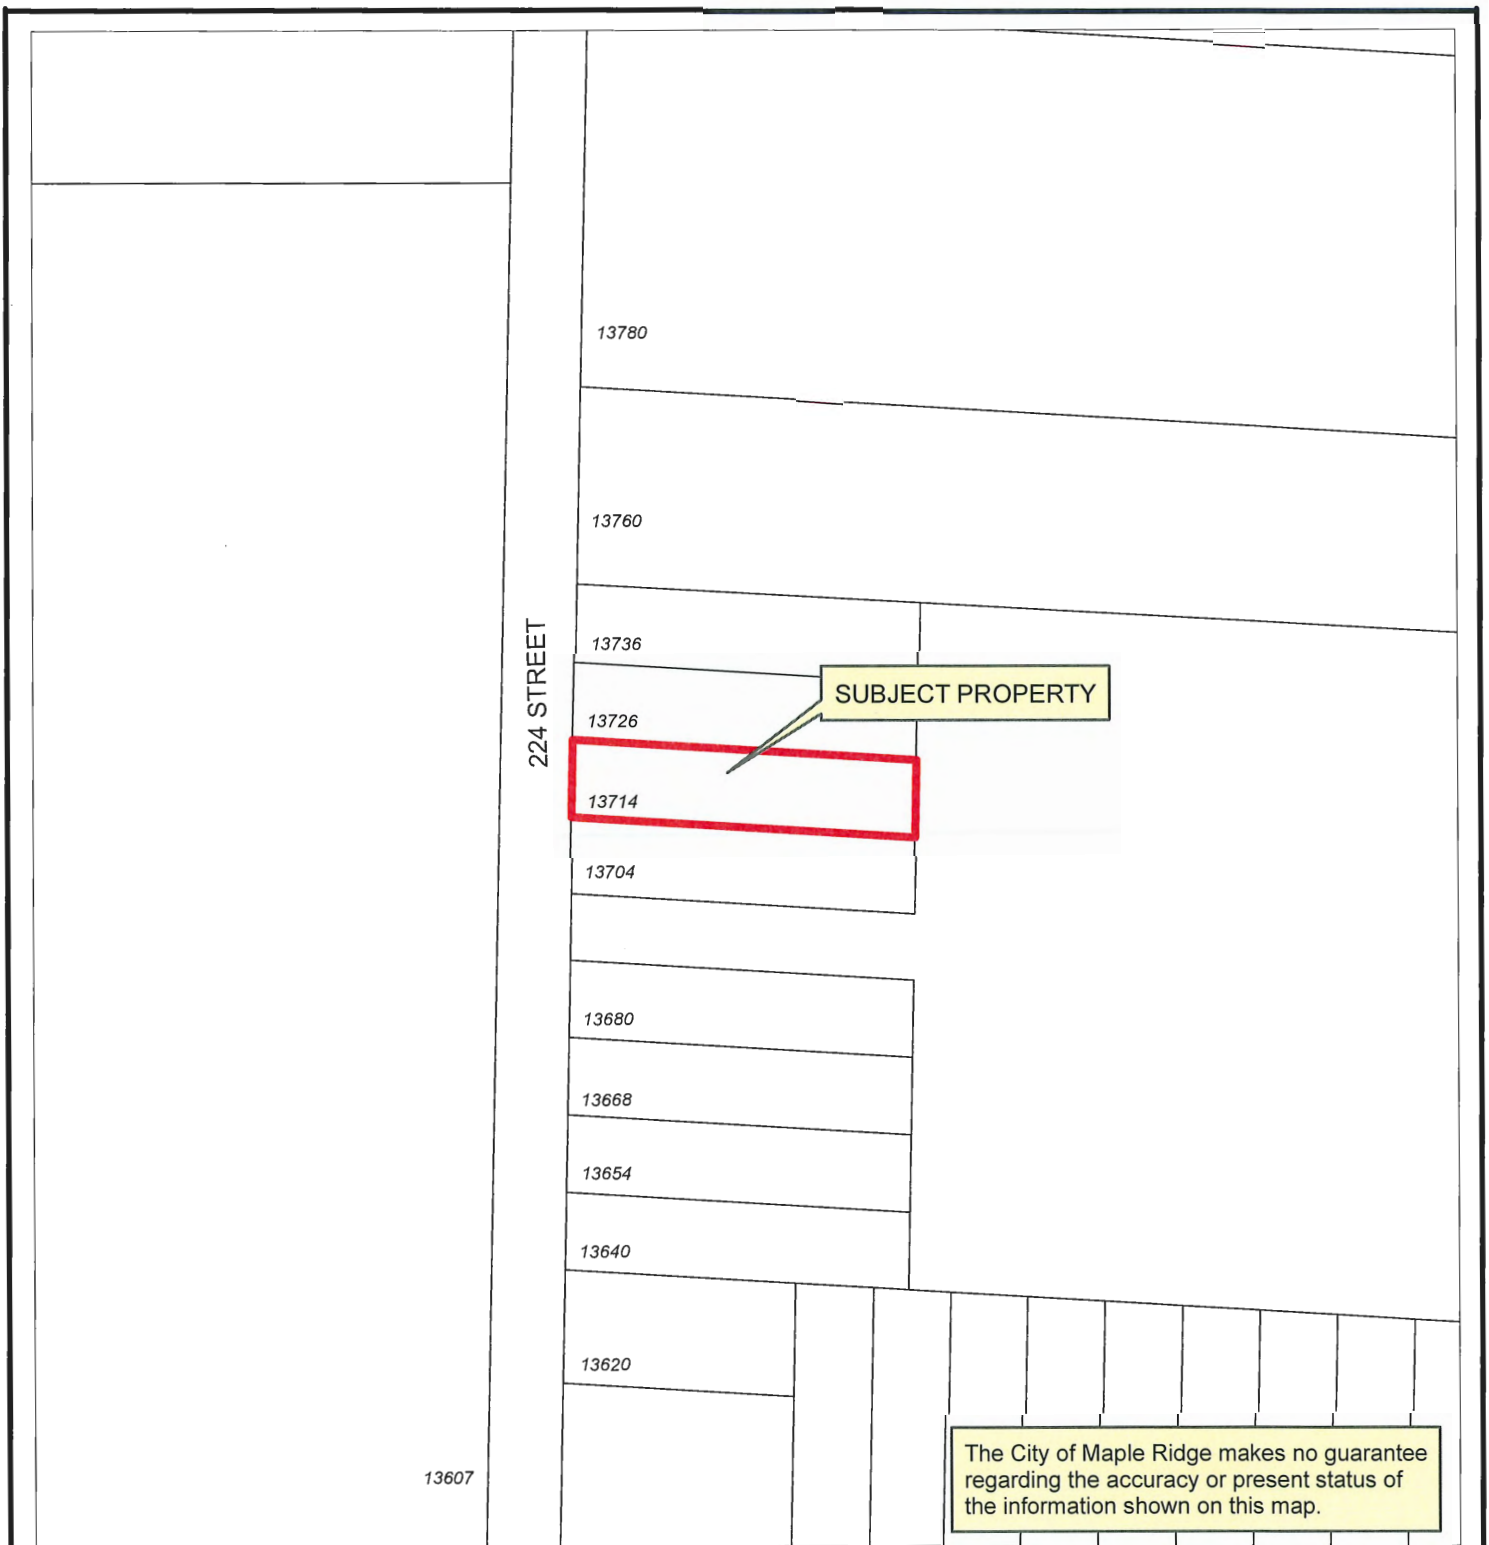 13780
13760
13736
224 STREET
SUBJECT PROPERTY
13726
13714
13704
13680
13668
13654
13640
13620
13607
The City of Maple Ridge makes no guarantee
regarding the accuracy or present status of
the information shown on this map.